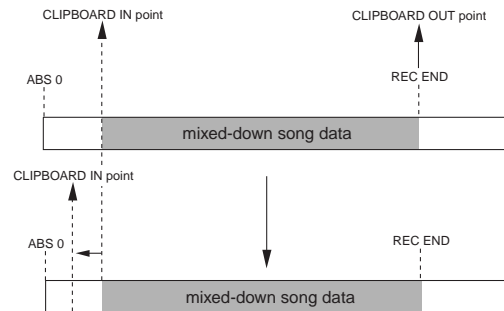 CLIPBOARD IN point
CLIPBOARD OUT point
ABS 0
REC END
mixed-down song data
CLIPBOARD IN point
ABS 0
REC END
mixed-down song data